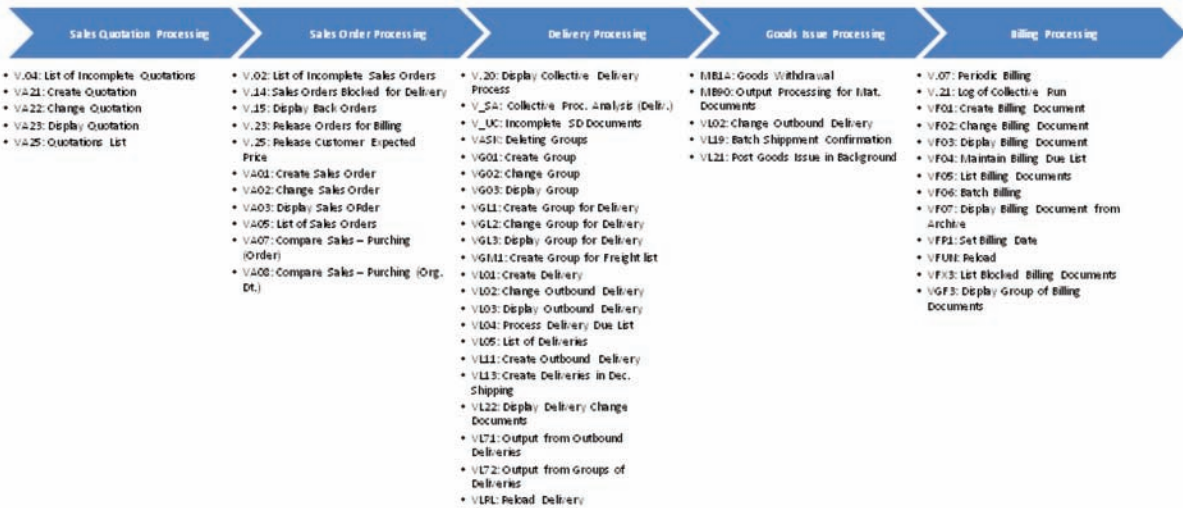 Sales Quotation Processing
Sales Order Processing
Delivery Processing
Goods Issue Processing
Billing Processing
• V.04: List of Incomplete Quotations
• VA21: Create Quotation
• VA22: Change Quotation
• VA23: Display Quotation
• VA25: Quotations List
• V.02: List of Incomplete Sales Orders
• V.14: Sales Orders Blocked for Delivery
• V.15: Display Back Orders
• V.23: Release Orders for Billing
• V.25: Release Customer Expected
Price
• VA01: Create Sales Order
• VA02: Change Sales Order
• VA03: Display Sales ORder
• VA05: List of Sales Orders
• VA07: Compare Sales – Purching
(Order)
• VA08: Compare Sales – Purching (Org.
Dt.)
• V.20: Display Collective Delivery
Process
• V_SA: Collective Proc. Analysis (Deliv.)
• V_UC: Incomplete SD Documents
• VASK: Deleting Groups
• VG01: Create Group
• VG02: Change Group
• VG03: Display Group
• VGL1: Create Group for Delivery
• VGL2: Change Group for Delivery
• VGL3: Display Group for Delivery
• VGM1: Create Group for Freight list
• VL01: Create Delivery
• VL02: Change Outbound Delivery
• VL03: Display Outbound Delivery
• VL04: Process Delivery Due List
• VL05: List of Deliveries
• VL11: Create Outbound Delivery
• VL13: Create Deliveries in Dec.
Shipping
• VL22: Display Delivery Change
Documents
• VL71: Output from Outbound
Deliveries
• VL72: Output from Groups of
Deliveries
• VLRL: Reload Delivery
• MB1A: Goods Withdrawal
• MB90: Output Processing for Mat.
Documents
• VL02: Change Outbound Delivery
• VL19: Batch Shippment Confirmation
• VL21: Post Goods Issue in Background
• V.07: Periodic Billing
• V.21: Log of Collective Run
• VF01: Create Billing Document
• VF02: Change Billing Document
• VF03: Display Billing Document
• VF04: Maintain Billing Due List
• VF05: List Billing Documents
• VF06: Batch Billing
• VF07: Display Billing Document from
Archive
• VFP1: Set Billing Date
• VFUN: Reload
• VFX3: List Blocked Billing Documents
• VGF3: Display Group of Billing
Documents